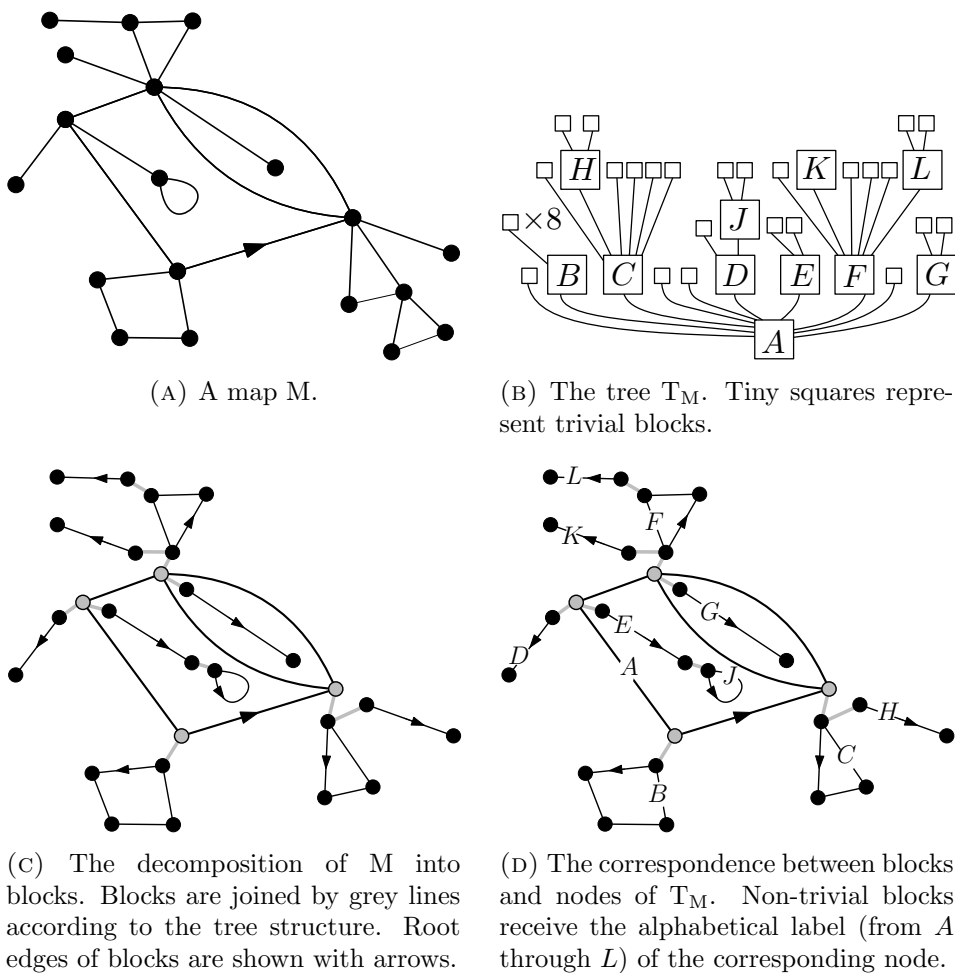 H
K
L
×8
J
B
C
D
E
F
G
A
(A) A map M.
(B) The tree T_M. Tiny squares repre-
sent trivial blocks.
L
F
K
G
E
D
A
J
H
C
B
(C) The decomposition of M into
blocks. Blocks are joined by grey lines
according to the tree structure. Root
edges of blocks are shown with arrows.
(D) The correspondence between blocks
and nodes of T_M. Non-trivial blocks
receive the alphabetical label (from A
through L) of the corresponding node.